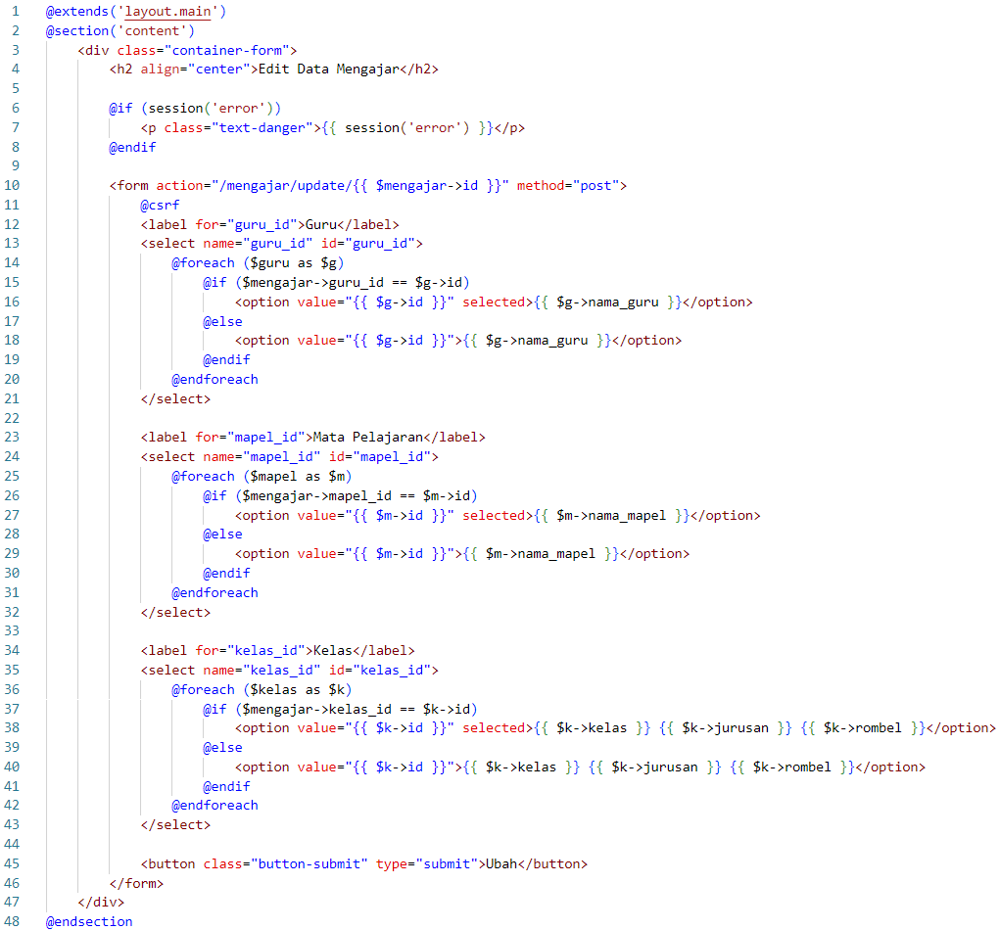 1 @extends('layout.main')
2 @section('content')
3 <div class="container-form">
4 <h2 align="center">Edit Data Mengajar</h2>
5
6 @if (session('error'))
7 <p class="text-danger">{{ session('error') }}</p>
8 @endif
9
10 <form action="/mengajar/update/{{ $mengajar->id }}" method="post">
11 @csrf
12 <label for="guru_id">Guru</label>
13 <select name="guru_id" id="guru_id">
14 @foreach ($guru as $g)
15 @if ($mengajar->guru_id == $g->id)
16 <option value="{{ $g->id }}" selected>{{ $g->nama_guru }}</option>
17 @else
18 <option value="{{ $g->id }}">{{ $g->nama_guru }}</option>
19 @endif
20 @endforeach
21 </select>
22
23 <label for="mapel_id">Mata Pelajaran</label>
24 <select name="mapel_id" id="mapel_id">
25 @foreach ($mapel as $m)
26 @if ($mengajar->mapel_id == $m->id)
27 <option value="{{ $m->id }}" selected>{{ $m->nama_mapel }}</option>
28 @else
29 <option value="{{ $m->id }}">{{ $m->nama_mapel }}</option>
30 @endif
31 @endforeach
32 </select>
33
34 <label for="kelas_id">Kelas</label>
35 <select name="kelas_id" id="kelas_id">
36 @foreach ($kelas as $k)
37 @if ($mengajar->kelas_id == $k->id)
38 <option value="{{ $k->id }}" selected>{{ $k->kelas }} {{ $k->jurusan }} {{ $k->rombel }}</option>
39 @else
40 <option value="{{ $k->id }}">{{ $k->kelas }} {{ $k->jurusan }} {{ $k->rombel }}</option>
41 @endif
42 @endforeach
43 </select>
44
45 <button class="button-submit" type="submit">Ubah</button>
46 </form>
47 </div>
48 @endsection